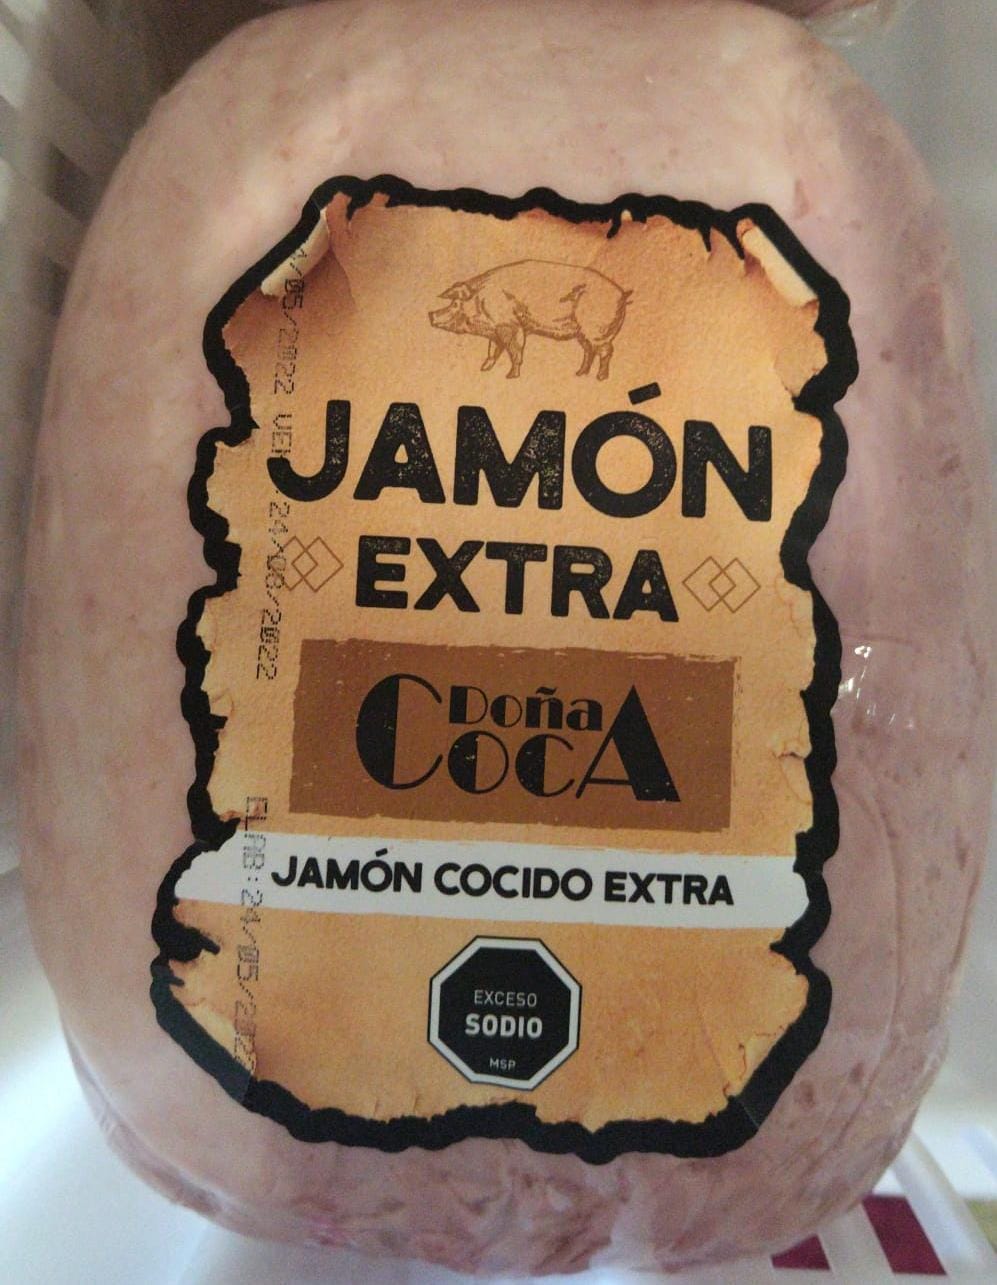 JAMÓN
EXTRA
Doña
COCA
JAMÓN COCIDO EXTRA
EXCESO
SODIO
MSP
ELAB: 24/05/2022
/05/2022 VEN: 24/08/2022